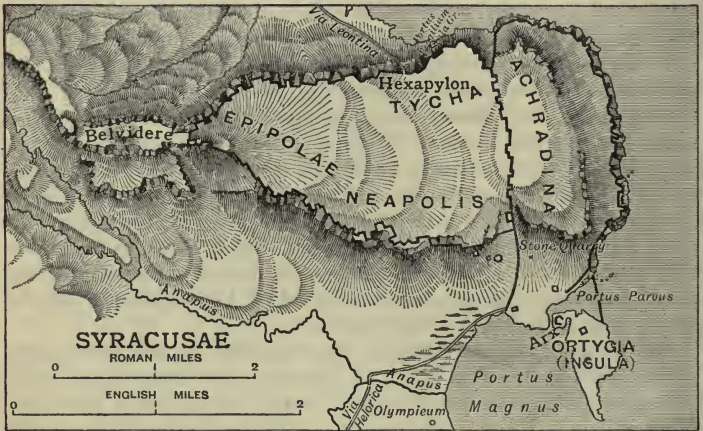 Via Leontina
Hexapylon
TYCHA
ACHRADINA
Belvidere
EPIPOLAE
NEAPOLIS
Stone Quarry
Anapus
Portus Parvus
SYRACUSAE
ROMAN MILES
0 2
ENGLISH MILES
0 2
Arx
ORTYGIA
(INSULA)
Anapus
Portus
Magnus
Via
Helorica
Olympieum